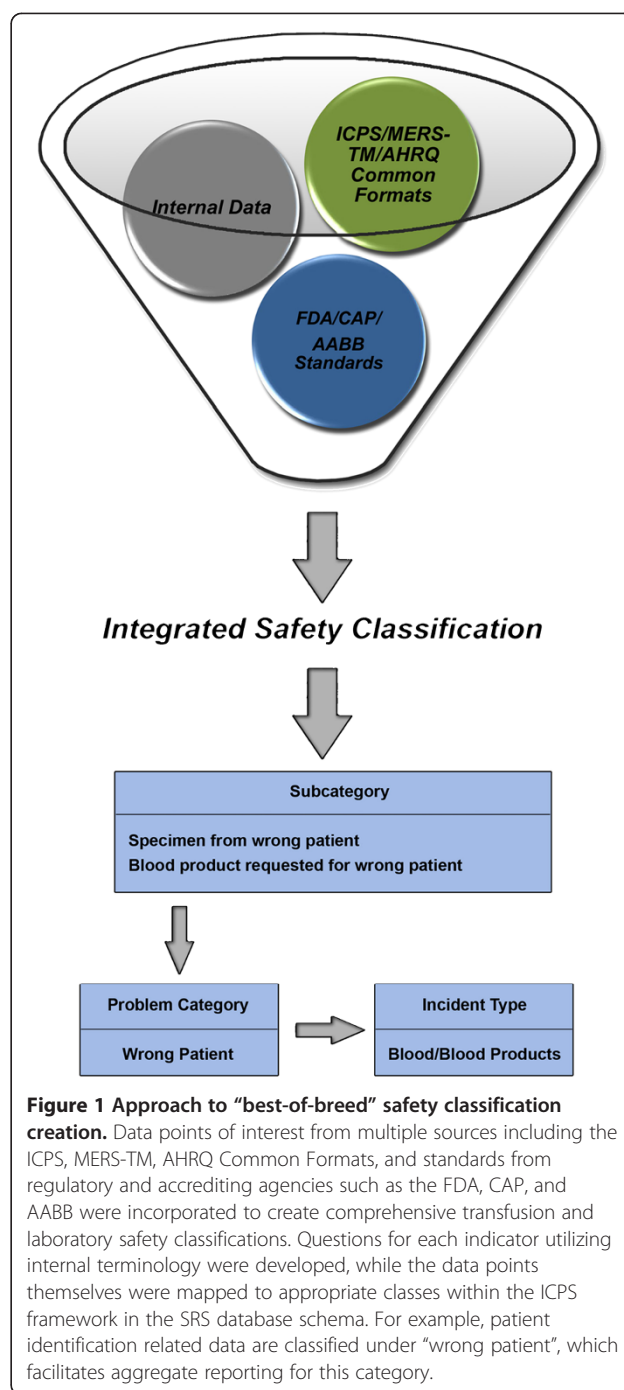 ICPS/MERS-
TM/AHRQ
Common
Formats
Internal Data
FDA/CAP/
AABB
Standards
Integrated Safety Classification
Subcategory
Specimen from wrong patient
Blood product requested for wrong patient
Problem Category
Wrong Patient
Incident Type
Blood/Blood Products
Figure 1 Approach to “best-of-breed” safety classification
creation. Data points of interest from multiple sources including the
ICPS, MERS-TM, AHRQ Common Formats, and standards from
regulatory and accrediting agencies such as the FDA, CAP, and
AABB were incorporated to create comprehensive transfusion and
laboratory safety classifications. Questions for each indicator utilizing
internal terminology were developed, while the data points
themselves were mapped to appropriate classes within the ICPS
framework in the SRS database schema. For example, patient
identification related data are classified under “wrong patient”, which
facilitates aggregate reporting for this category.